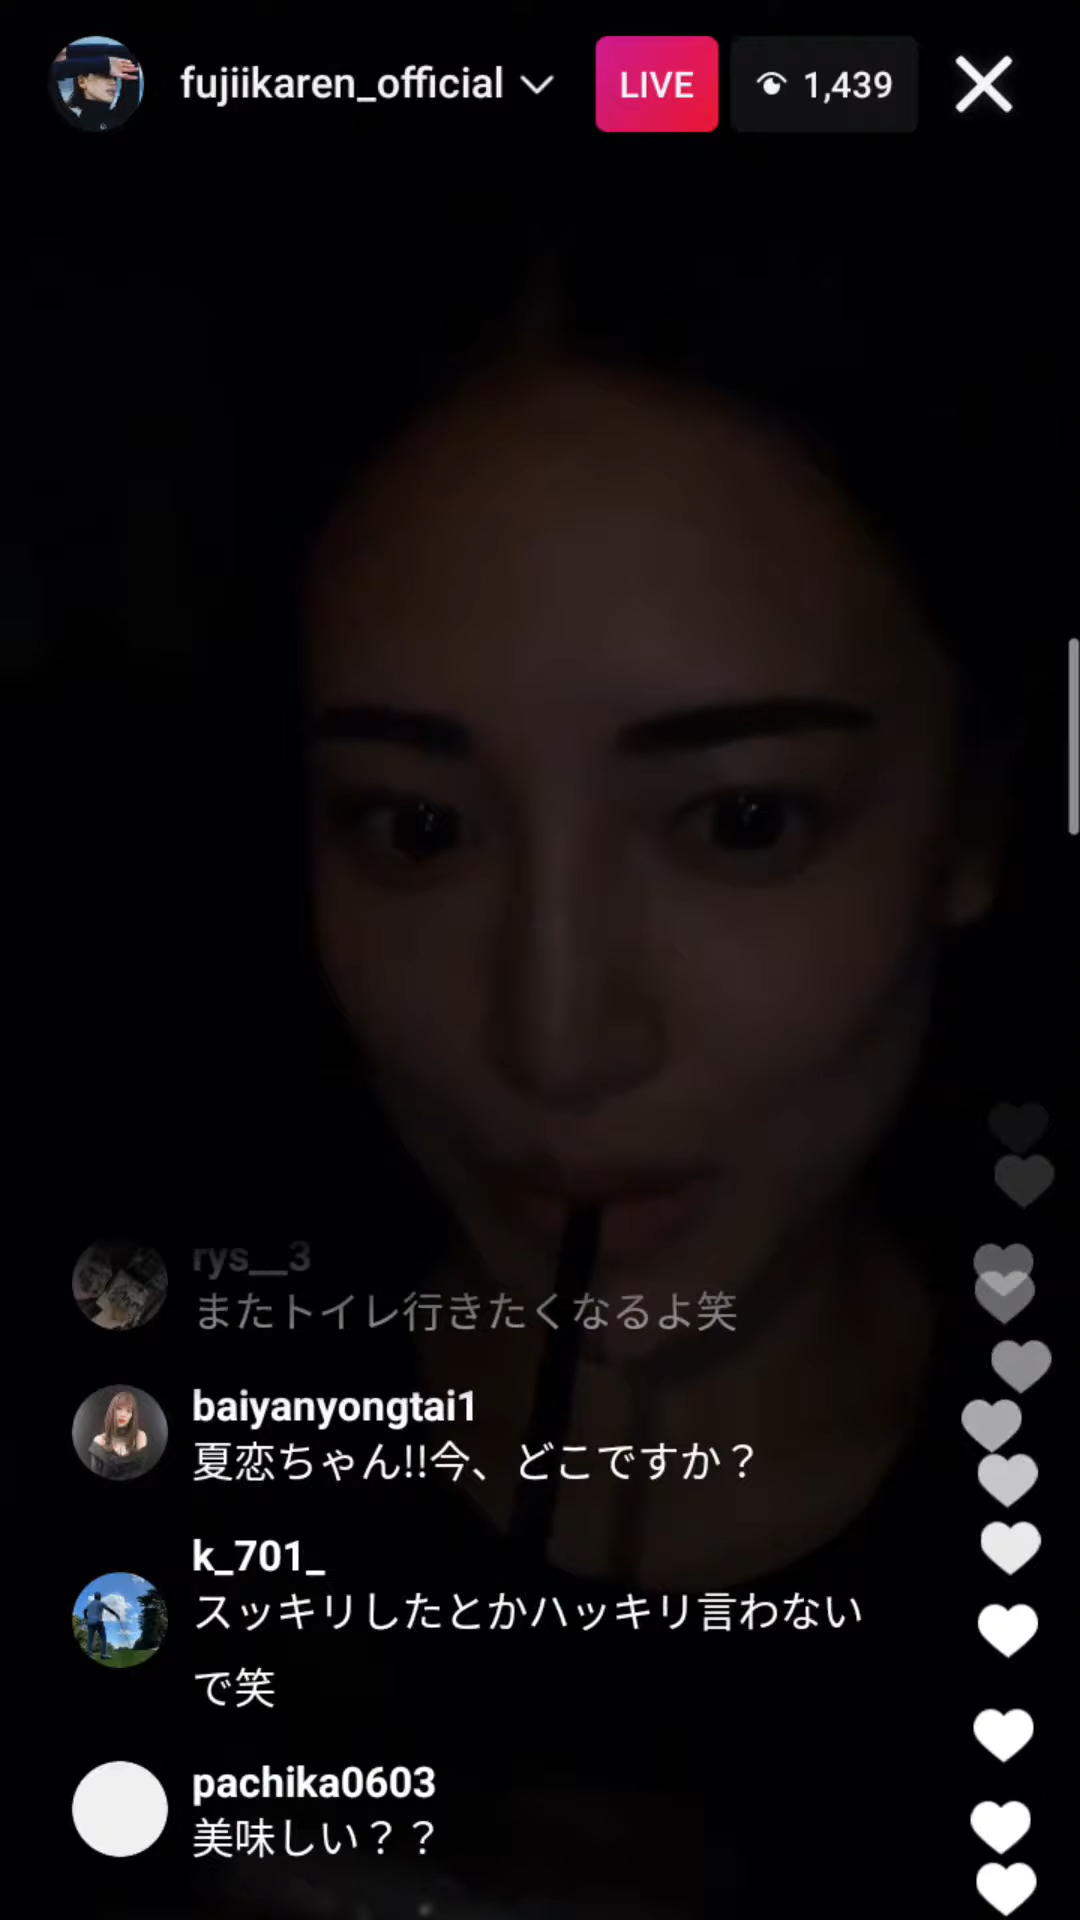 fujiikaren_official
LIVE
1,439
rys__3
またトイレ行きたくなるよ笑
baiyanyongtai1
夏恋ちゃん!!今、どこですか？
k_701_
スッキリしたとかハッキリ言わない
で笑
pachika0603
美味しい？？